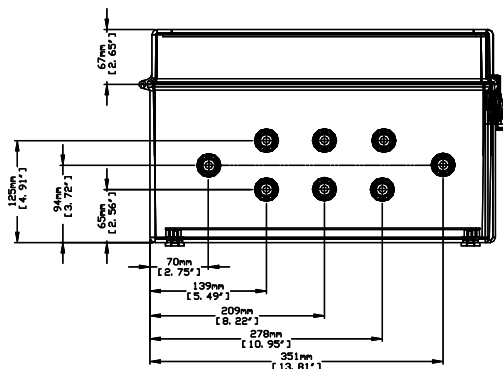 67mm
[2.65″]
125mm
[4.91″]
94mm
[3.72″]
65mm
[2.56″]
70mm
[2.75″]
139mm
[5.49″]
209mm
[8.22″]
278mm
[10.95″]
351mm
[13.81″]